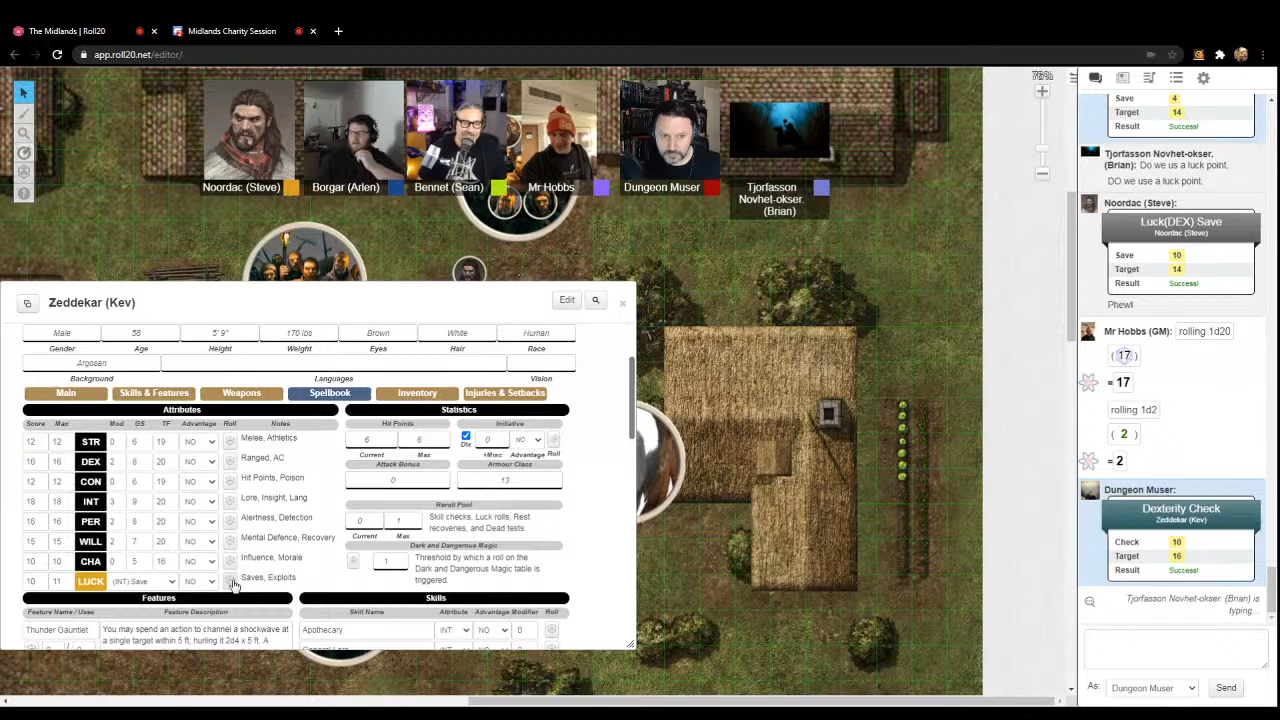 The Midlands | Roll20
Midlands Charity Session
app.roll20.net/editor/
76%
Noordac (Steve)
Borgar (Arlen)
Bennet (Sean)
Mr Hobbs
Dungeon Muser
Tjorfasson
Novhet-okser.
(Brian)
Zeddekar (Kev)
Edit
Male 58 5' 9" 170 lbs Brown White Human
Gender Age Height Weight Eyes Hair Race
Argosan
Background Languages Vision
Main Skills & Features Weapons Spellbook Inventory Injuries & Setbacks
Attributes
Score Max Mod GS TF Advantage Roll Notes
12 12 STR 0 6 19 NO Melee, Athletics
16 16 DEX 2 8 20 NO Ranged, AC
12 12 CON 0 6 19 NO Hit Points, Poison
18 18 INT 3 9 20 NO Lore, Insight, Lang
16 16 PER 2 8 20 NO Alertness, Detection
15 15 WILL 2 7 20 NO Mental Defence, Recovery
10 10 CHA 0 5 16 NO Influence, Morale
10 11 LUCK (INT) Save NO Saves, Exploits
Statistics
Hit Points Initiative
6 6 0 NO
Current Max Div +Misc Advantage Roll
Attack Bonus Armour Class
0 13
Reroll Pool
0 1
Current Max
Skill checks, Luck rolls, Rest
recoveries, and Dead tests.
Dark and Dangerous Magic
1
Threshold by which a roll on the
Dark and Dangerous Magic table is
triggered.
Features
Feature Name / Uses Feature Description
Thunder Gauntlet
You may spend an action to channel a shockwave at
a single target within 5 ft, hurling it 2d4 x 5 ft. A
Skills
Skill Name Attribute Advantage Modifier Roll
Apothecary INT NO 0
Save 4
Target 14
Result Success!
Tjorfasson Novhet-okser.
(Brian): Do we us a luck point.
DO we use a luck point.
Noordac (Steve):
Luck(DEX) Save
Noordac (Steve)
Save 10
Target 14
Result Success!
Phew!
Mr Hobbs (GM): rolling 1d20
(17)
= 17
rolling 1d2
( 2 )
= 2
Dungeon Muser:
Dexterity Check
Zeddekar (Kev)
Check 10
Target 16
Result Success!
Tjorfasson Novhet-okser. (Brian) is
typing...
As: Dungeon Muser Send